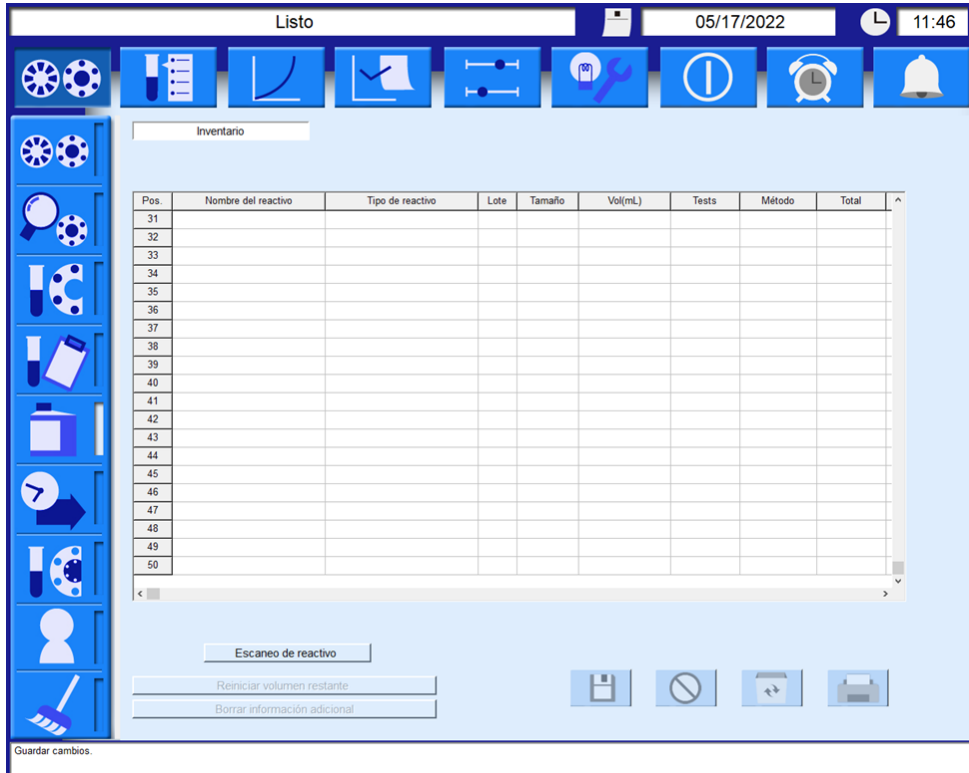 Listo 05/17/2022 11:46
Inventario
Pos. Nombre del reactivo Tipo de reactivo Lote Tamaño Vol(mL) Tests Método Total
31
32
33
34
35
36
37
38
39
40
41
42
43
44
45
46
47
48
49
50
Escaneo de reactivo
Reiniciar volumen restante
Borrar información adicional
Guardar cambios.